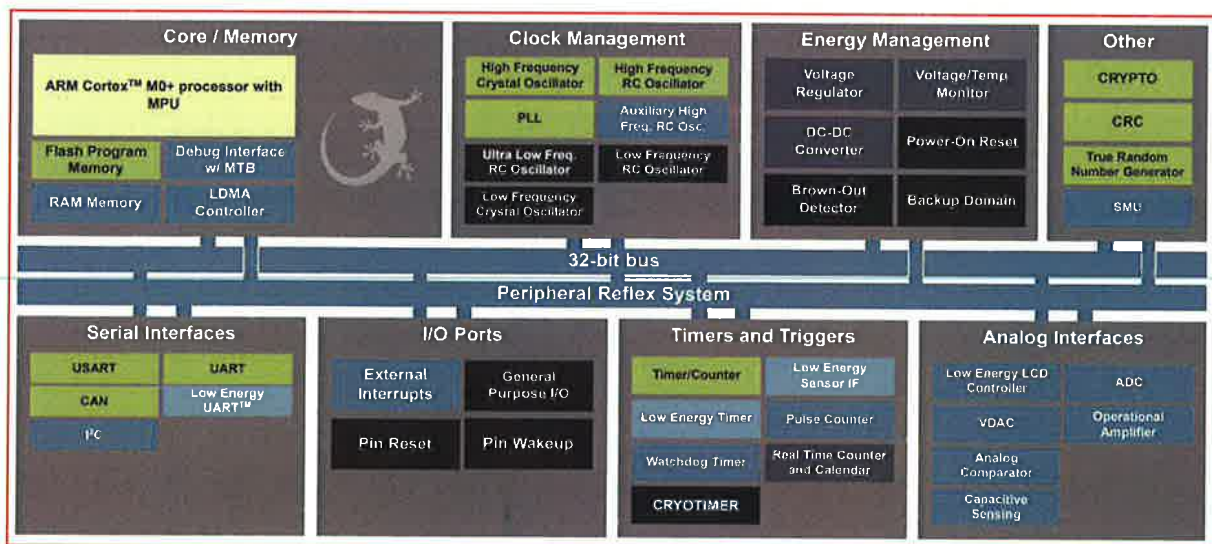 Core / Memory
ARM Cortex™ M0+ processor with
MPU
Flash Program
Memory
Debug Interface
w/ MTB
RAM Memory
LDMA
Controller
Clock Management
High Frequency
Crystal Oscillator
High Frequency
RC Oscillator
PLL
Auxiliary High
Freq. RC Osc.
Ultra Low Freq.
RC Oscillator
Low Frequency
RC Oscillator
Low Frequency
Crystal Oscillator
Energy Management
Voltage
Regulator
Voltage/Temp
Monitor
DC-DC
Converter
Power-On Reset
Brown-Out
Detector
Backup Domain
Other
CRYPTO
CRC
True Random
Number Generator
SMU
32-bit bus
Peripheral Reflex System
Serial Interfaces
USART
UART
CAN
Low Energy
UART™
I²C
I/O Ports
External
Interrupts
General
Purpose I/O
Pin Reset
Pin Wakeup
Timers and Triggers
Timer/Counter
Low Energy
Sensor IF
Low Energy Timer
Pulse Counter
Watchdog Timer
Real Time Counter
and Calendar
CRYOTIMER
Analog Interfaces
Low Energy LCD
Controller
ADC
VDAC
Operational
Amplifier
Analog
Comparator
Capacitive
Sensing